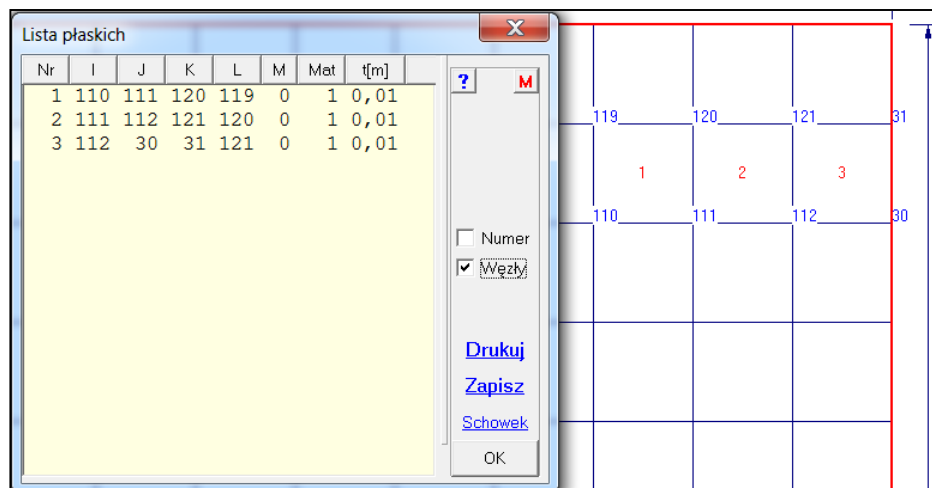 Lista płaskich
X
Nr I J K L M Mat t[m]
1 110 111 120 119 0 1 0,01
2 111 112 121 120 0 1 0,01
3 112 30 31 121 0 1 0,01
? M
Numer
Węzły
Drukuj
Zapisz
Schowek
OK
119 120 121 31
1 2 3
110 111 112 30